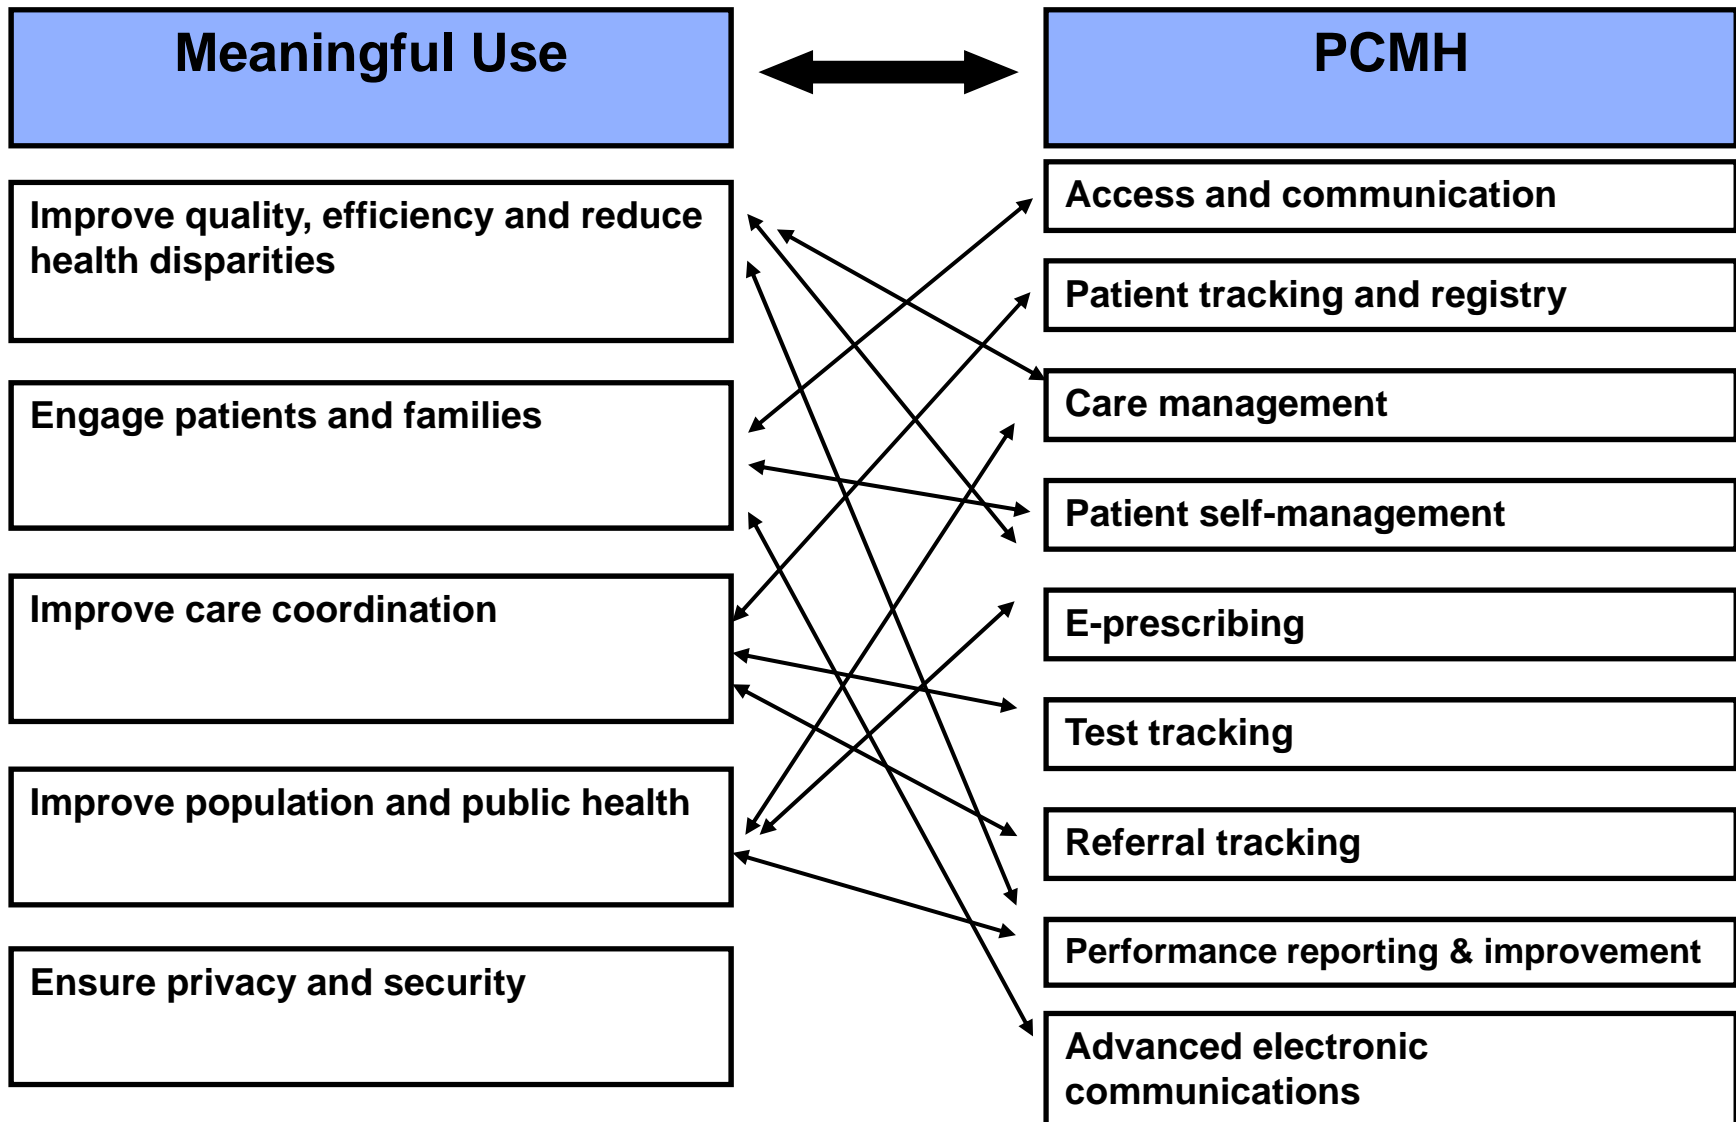 Meaningful Use
PCMH
Improve quality, efficiency and reduce
health disparities
Engage patients and families
Improve care coordination
Improve population and public health
Ensure privacy and security
Access and communication
Patient tracking and registry
Care management
Patient self-management
E-prescribing
Test tracking
Referral tracking
Performance reporting & improvement
Advanced electronic
communications